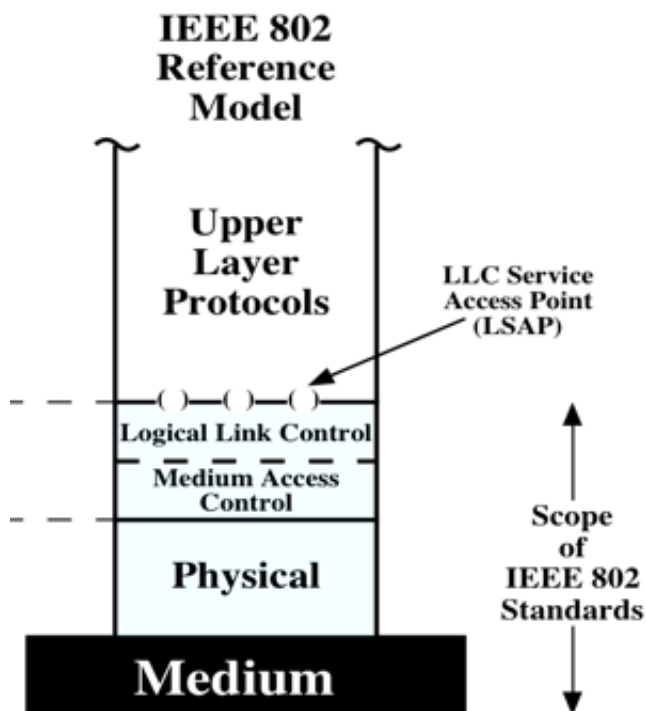 IEEE 802
Reference
Model
Upper
Layer
Protocols
LLC Service
Access Point
(LSAP)
Logical Link Control
Medium Access
Control
Physical
Medium
Scope
of
IEEE 802
Standards